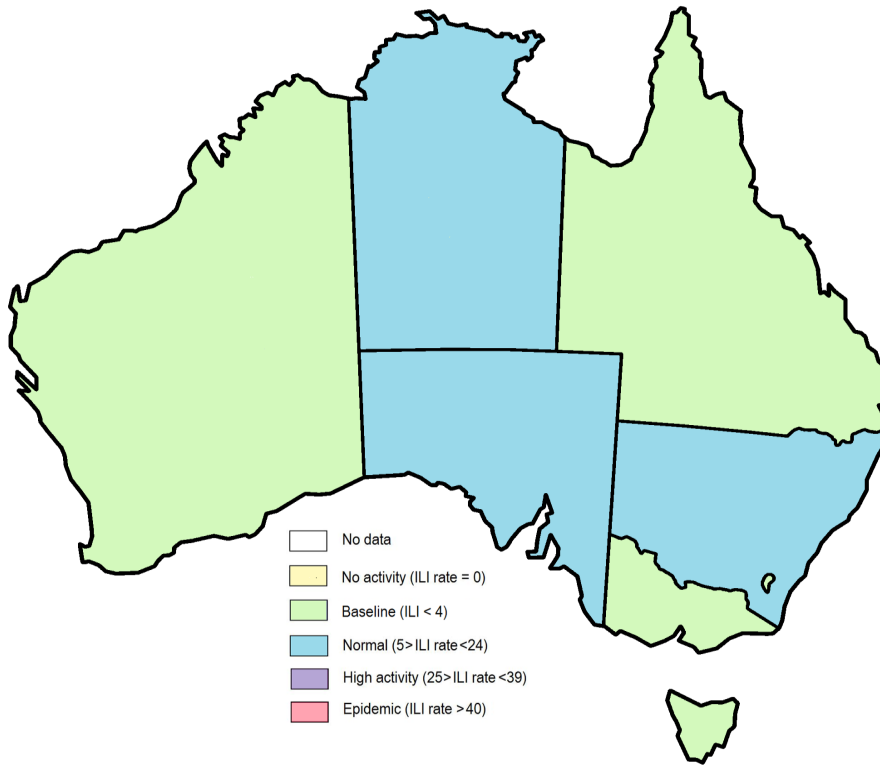 No data
No activity (ILI rate = 0)
Baseline (ILI < 4)
Normal (5> ILI rate <24)
High activity (25> ILI rate <39)
Epidemic (ILI rate >40)